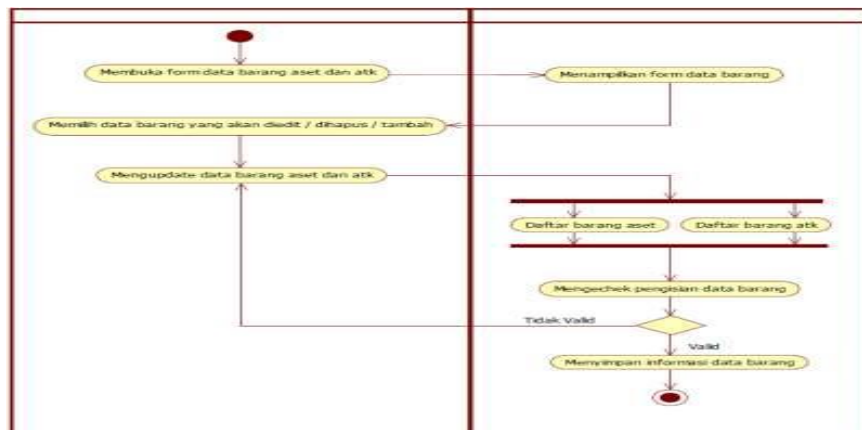 Membuka form data barang aset dan atk
Menampilkan form data barang
Memilih data barang yang akan diedit / dihapus / tambah
Mengupdate data barang aset dan atk
Daftar barang aset
Daftar barang atk
Mengechek pengisian data barang
Tidak Valid
Valid
Menyimpan informasi data barang